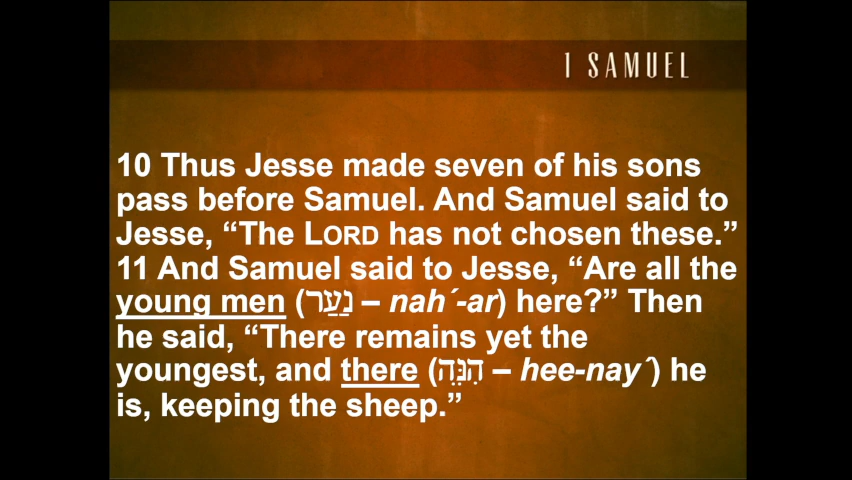 1 SAMUEL
10 Thus Jesse made seven of his sons
pass before Samuel. And Samuel said to
Jesse, “The LORD has not chosen these.”
11 And Samuel said to Jesse, “Are all the
young men (נַעַר – nah´-ar) here?” Then
he said, “There remains yet the
youngest, and there (הִנֵּה – hee-nay´) he
is, keeping the sheep.”